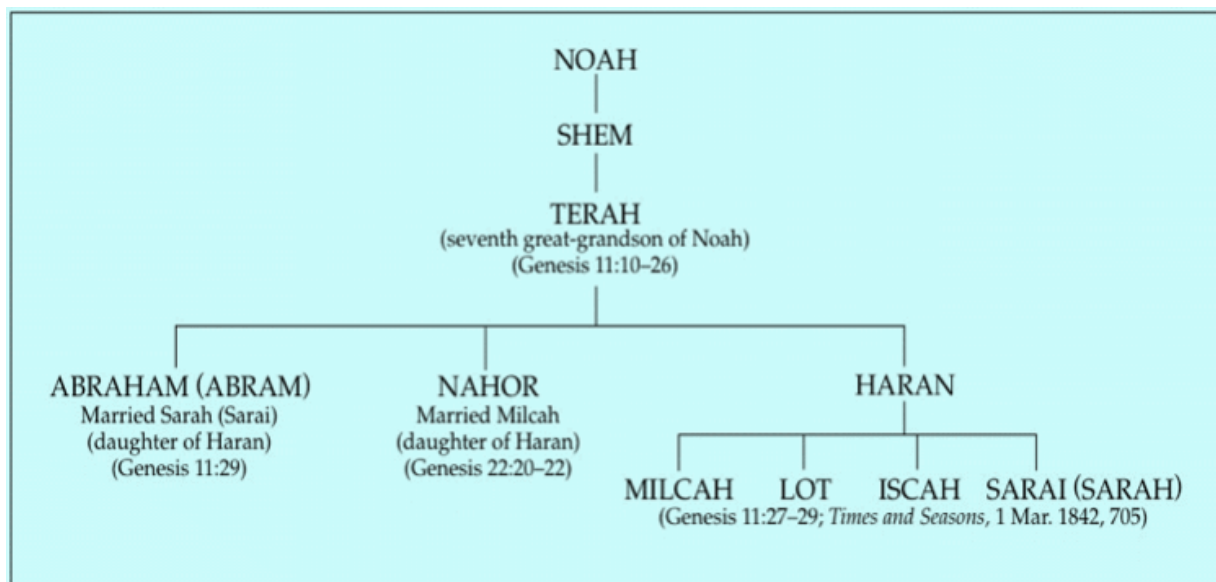 NOAH
SHEM
TERAH
(seventh great-grandson of Noah)
(Genesis 11:10–26)
ABRAHAM (ABRAM)
Married Sarah (Sarai)
(daughter of Haran)
(Genesis 11:29)
NAHOR
Married Milcah
(daughter of Haran)
(Genesis 22:20–22)
HARAN
MILCAH LOT ISCAH SARAI (SARAH)
(Genesis 11:27–29; Times and Seasons, 1 Mar. 1842, 705)